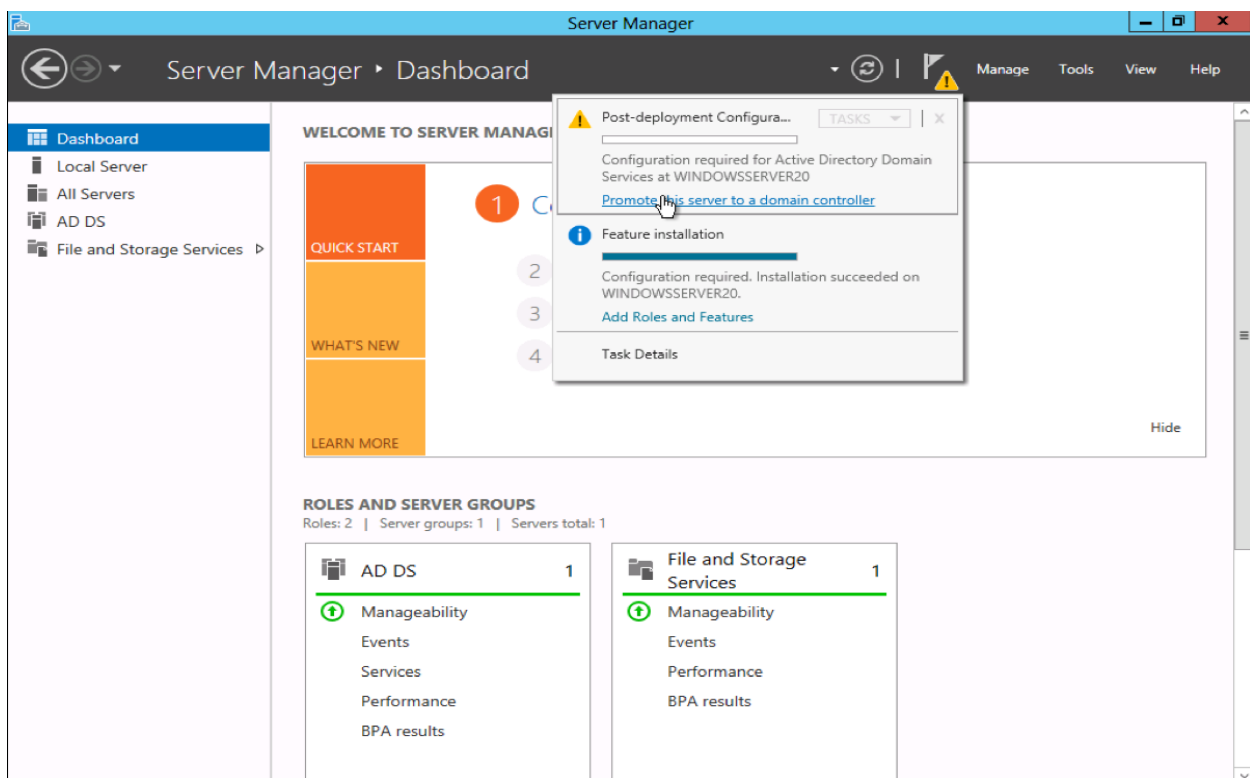 Server Manager
Server Manager • Dashboard
Manage Tools View Help
Dashboard
Local Server
All Servers
AD DS
File and Storage Services
WELCOME TO SERVER MANAG
QUICK START
WHAT'S NEW
LEARN MORE
1
2
3
4
Hide
Post-deployment Configura...
TASKS
X
Configuration required for Active Directory Domain
Services at WINDOWSSERVER20
Promote this server to a domain controller
Feature installation
Configuration required. Installation succeeded on
WINDOWSSERVER20.
Add Roles and Features
Task Details
ROLES AND SERVER GROUPS
Roles: 2 | Server groups: 1 | Servers total: 1
AD DS 1
Manageability
Events
Services
Performance
BPA results
File and Storage
Services 1
Manageability
Events
Performance
BPA results